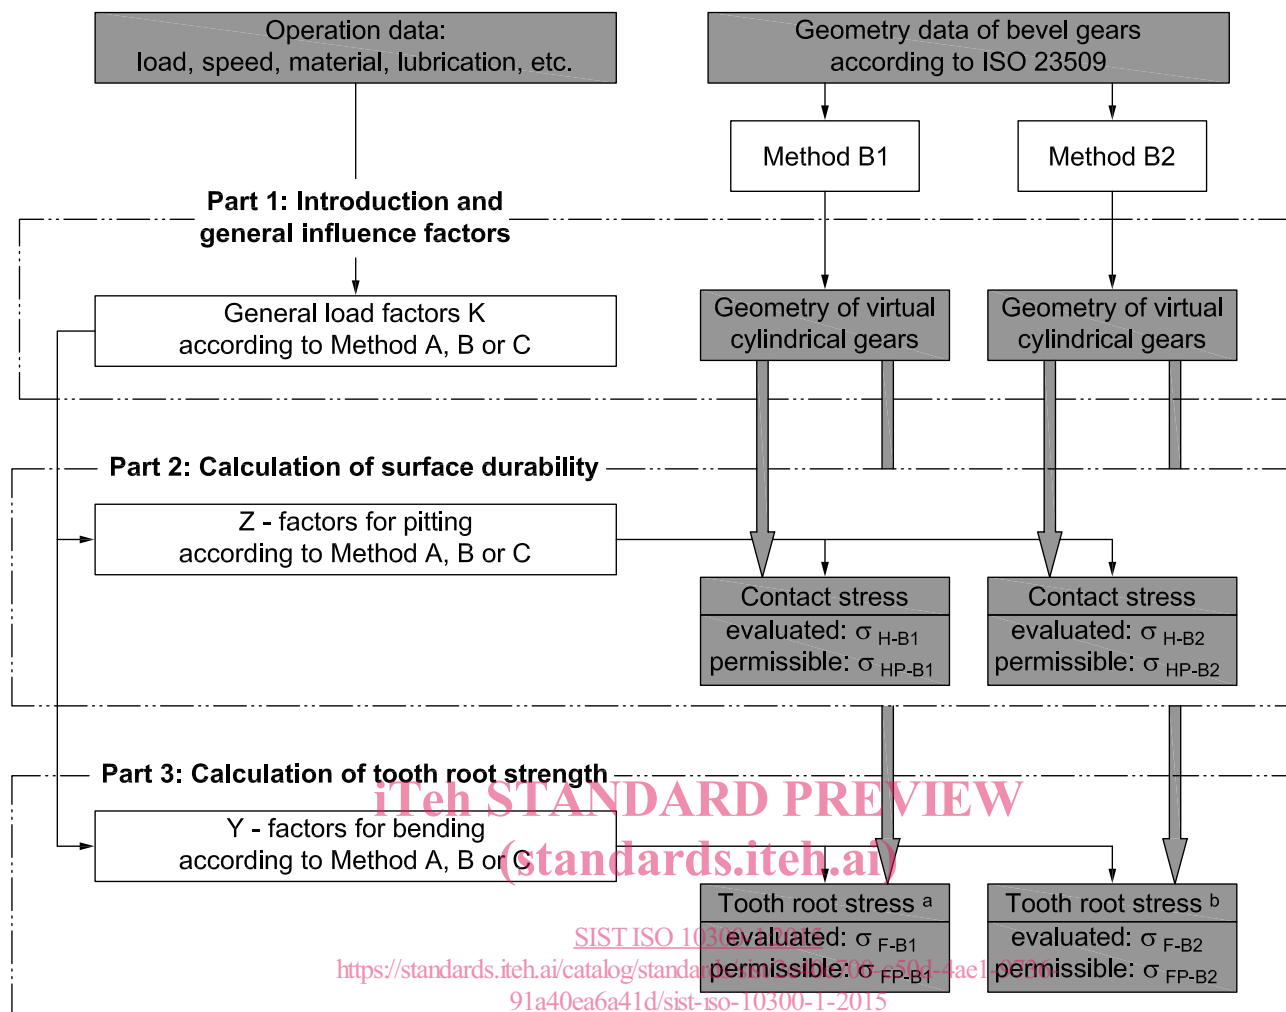 Operation data:
load, speed, material, lubrication, etc.
Geometry data of bevel gears
according to ISO 23509
Method B1
Method B2
Part 1: Introduction and
general influence factors
General load factors K
according to Method A, B or C
Geometry of virtual
cylindrical gears
Geometry of virtual
cylindrical gears
Part 2: Calculation of surface durability
Z - factors for pitting
according to Method A, B or C
Contact stress
evaluated: σ H-B1
permissible: σ HP-B1
Contact stress
evaluated: σ H-B2
permissible: σ HP-B2
Part 3: Calculation of tooth root strength
iTeh STANDARD PREVIEW
(standards.iteh.ai)
Y - factors for bending
according to Method A, B or C
Tooth root stress a
evaluated: σ F-B1
permissible: σ FP-B1
Tooth root stress b
evaluated: σ F-B2
permissible: σ FP-B2
SIST ISO 10300-1:2015
91a40ea6a41d/sist-iso-10300-1-2015